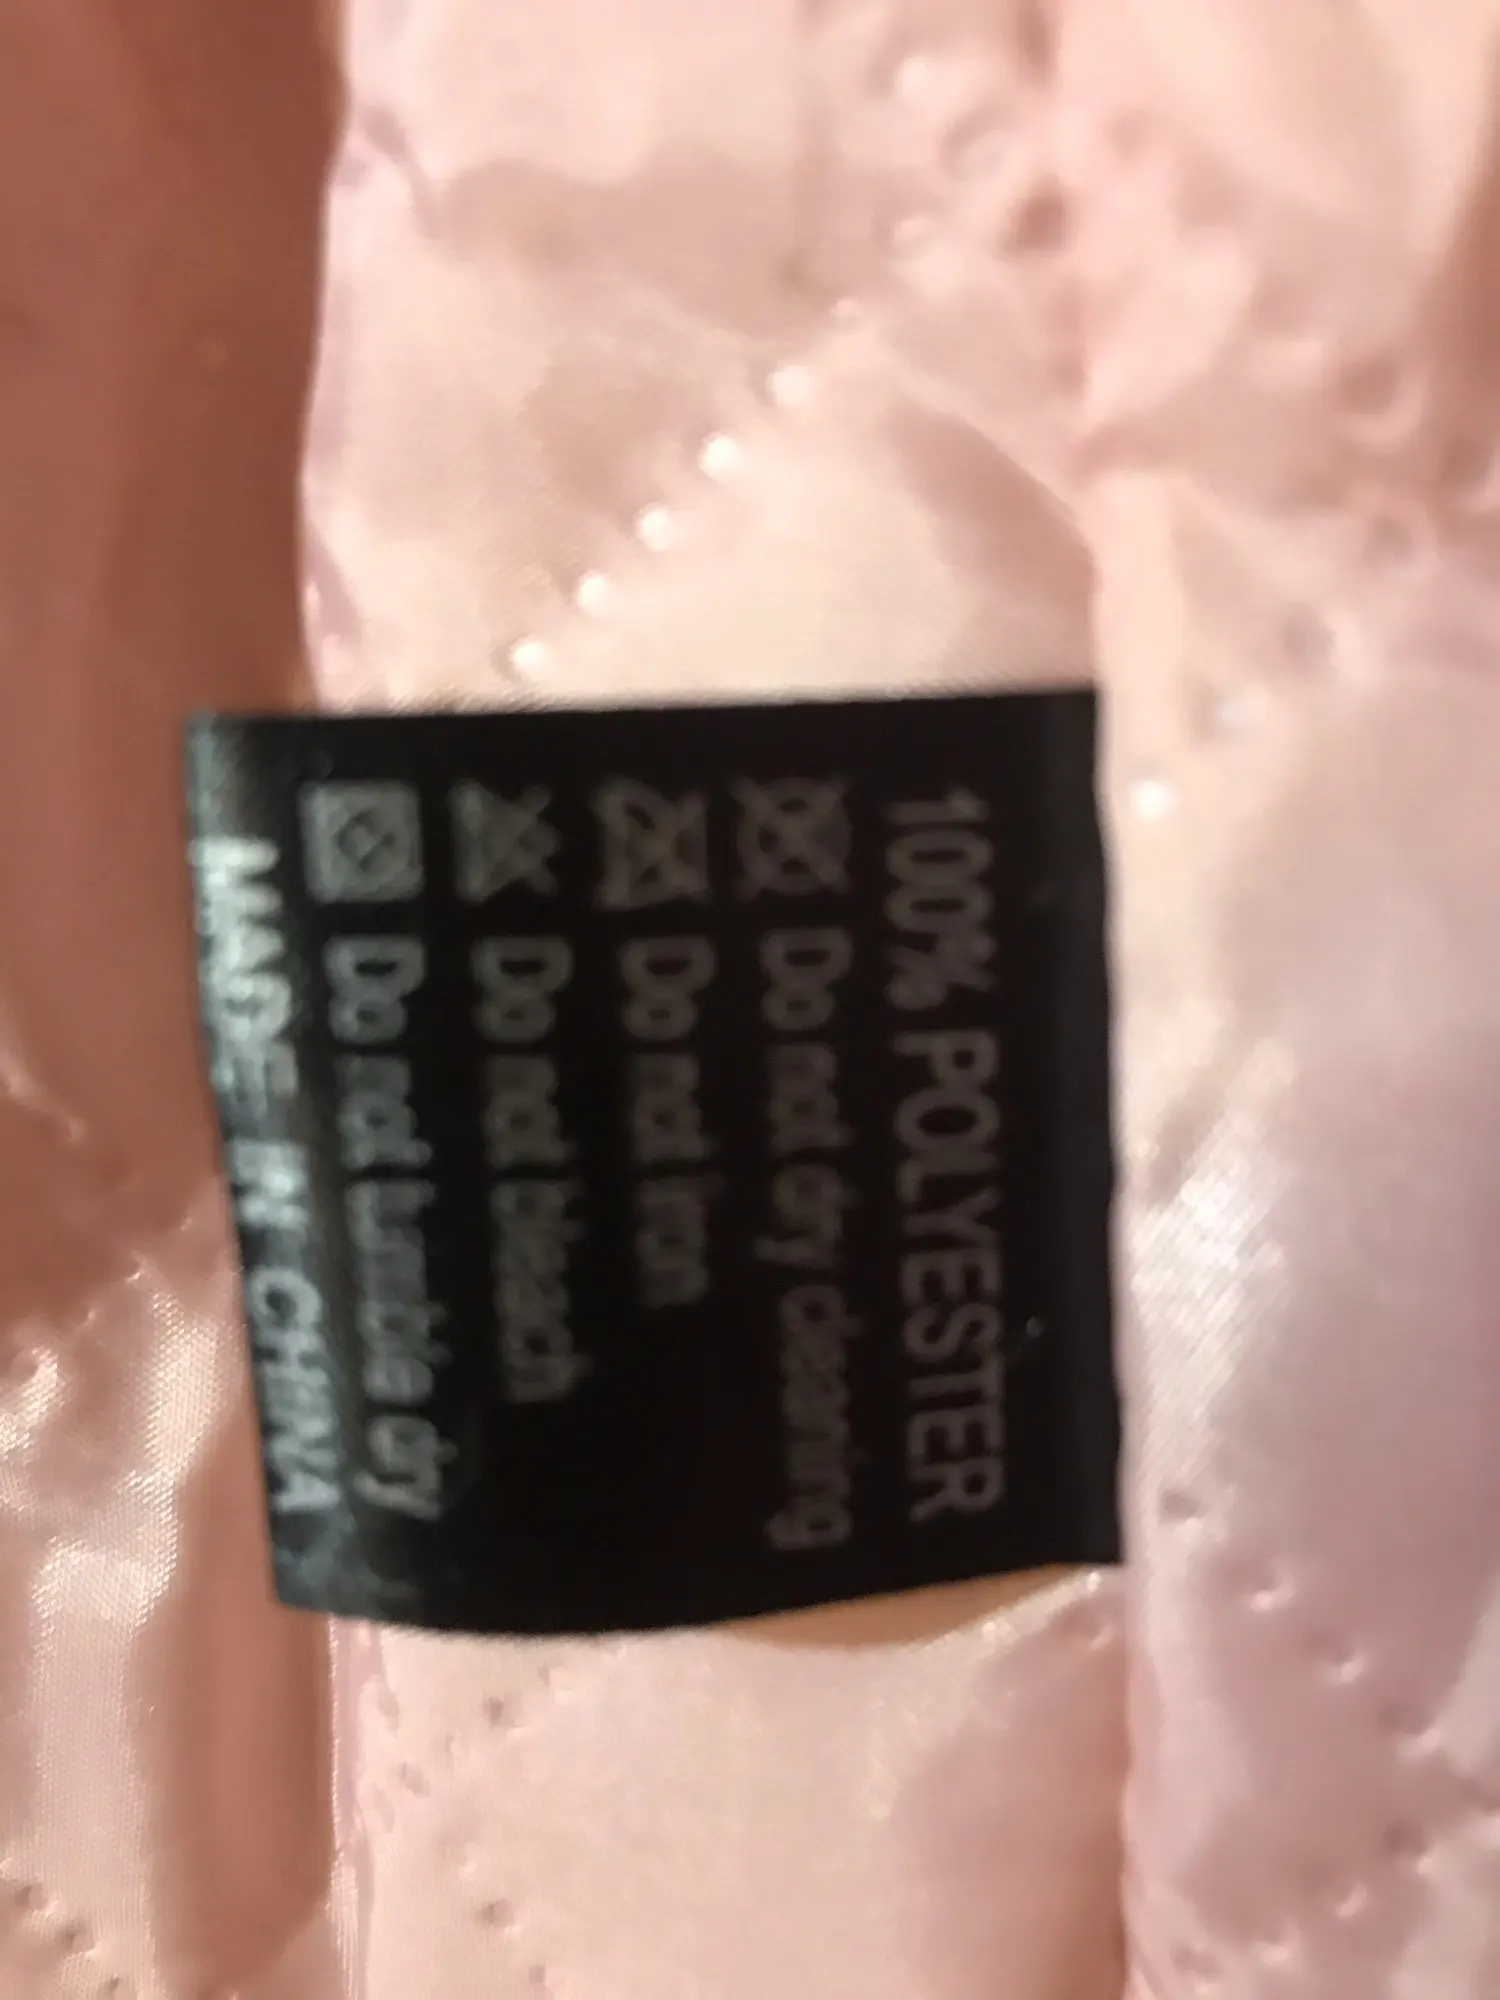 100% POLYESTER
Do not dry cleaning
Do not iron
Do not bleach
Do not tumble dry
MADE IN CHINA